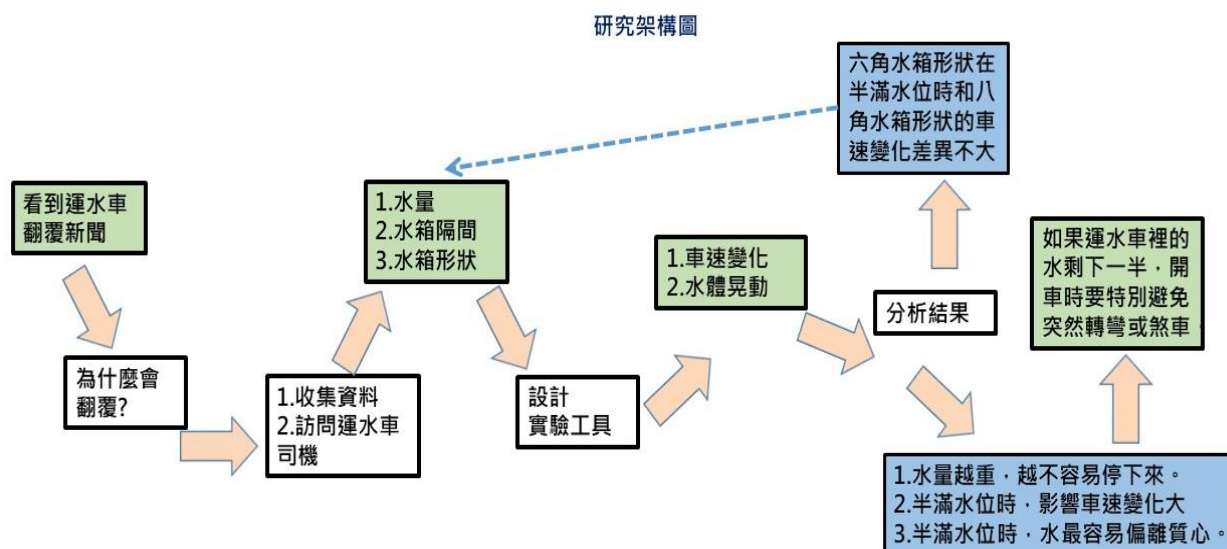 研究架構圖
看到運水車
翻覆新聞
為什麼會
翻覆?
1.收集資料
2.訪問運水車
司機
1.水量
2.水箱隔間
3.水箱形狀
設計
實驗工具
1.車速變化
2.水體晃動
分析結果
六角水箱形狀在
半滿水位時和八
角水箱形狀的車
速變化差異不大
1.水量越重，越不容易停下來。
2.半滿水位時，影響車速變化大
3.半滿水位時，水最容易偏離質心。
如果運水車裡的
水剩下一半，開
車時要特別避免
突然轉彎或煞車。